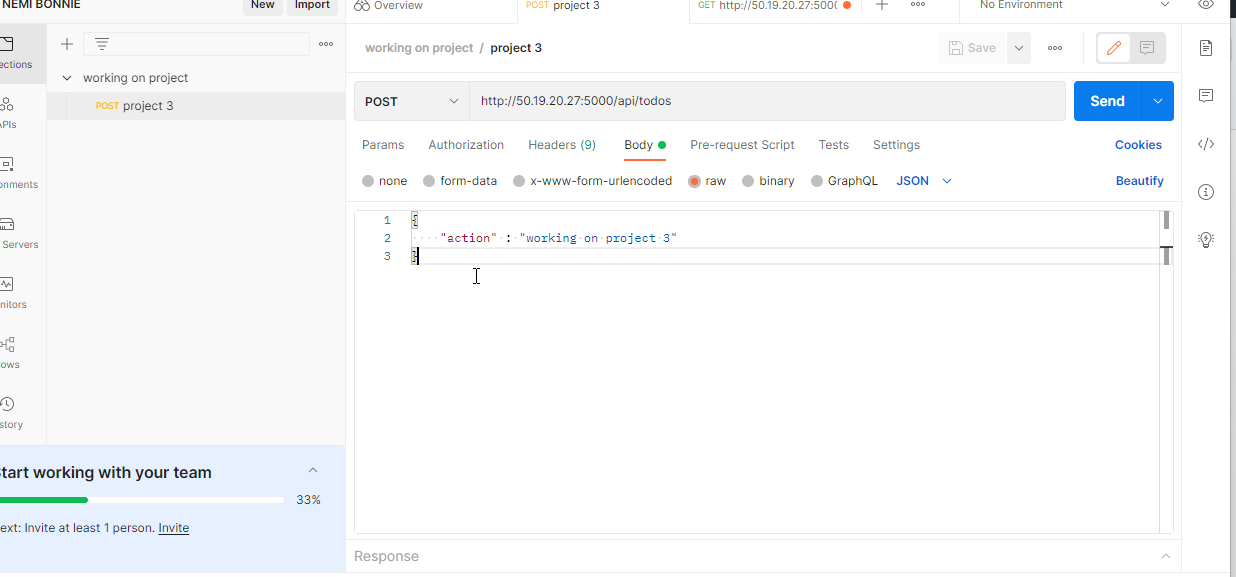 NEMI BONNIE
New
Import
Overview
POST project 3
GET http://50.19.20.27:5000
No Environment
ections
working on project
POST project 3
PIs
onments
Servers
nitors
ows
story
tart working with your team
33%
ext: Invite at least 1 person. Invite
working on project / project 3
Save
POST
http://50.19.20.27:5000/api/todos
Send
Params Authorization Headers (9) Body Pre-request Script Tests Settings Cookies
none form-data x-www-form-urlencoded raw binary GraphQL JSON Beautify
1 {
2 "action" : "working on project 3"
3 }
Response